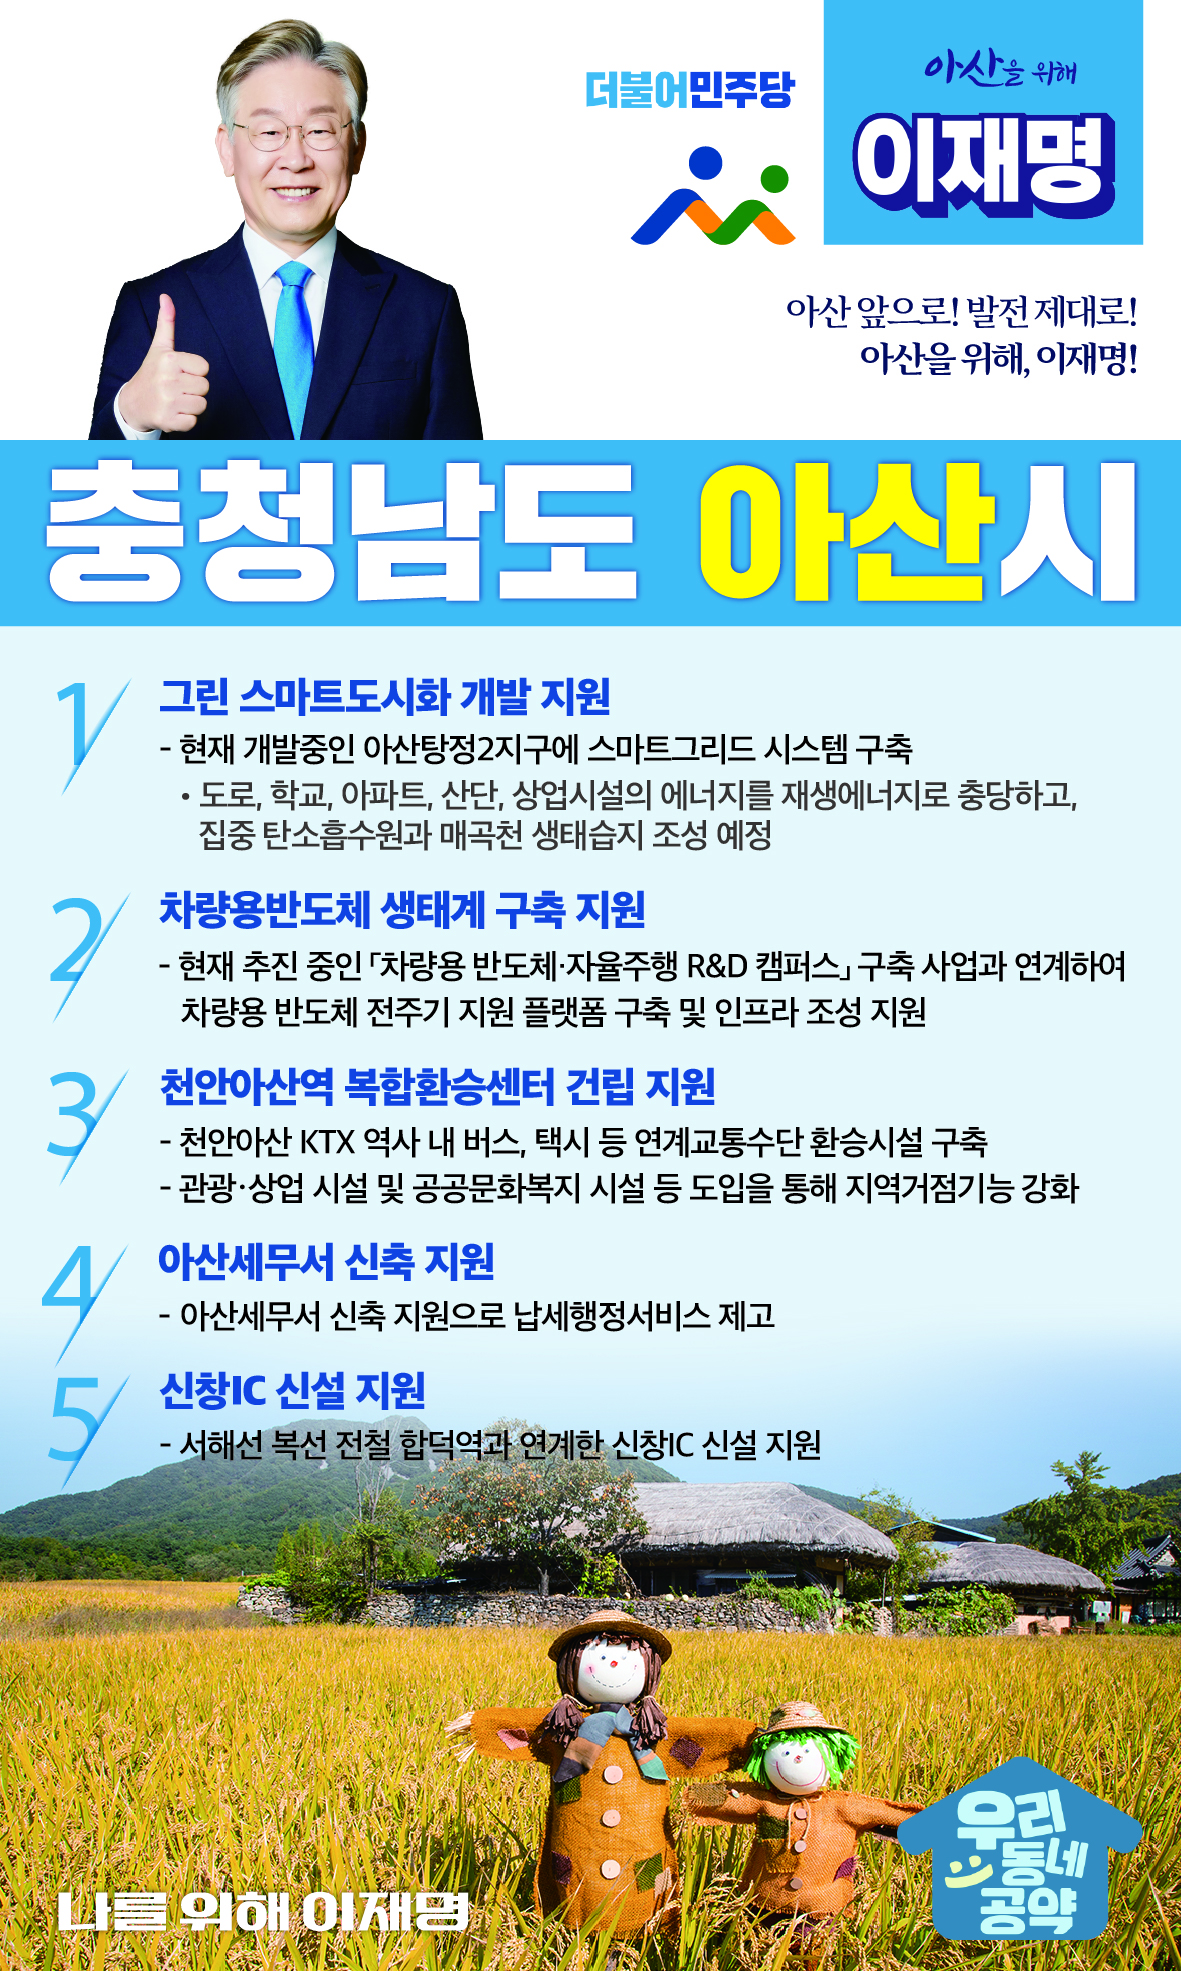 더불어민주당
아산을 위해
이재명
아산 앞으로! 발전 제대로!
아산을 위해, 이재명!
충청남도 아산시
1 그린 스마트도시화 개발 지원
- 현재 개발중인 아산탕정2지구에 스마트그리드 시스템 구축
• 도로, 학교, 아파트, 산단, 상업시설의 에너지를 재생에너지로 충당하고,
집중 탄소흡수원과 매곡천 생태습지 조성 예정
2 차량용반도체 생태계 구축 지원
- 현재 추진 중인 「차량용 반도체·자율주행 R&D 캠퍼스」 구축 사업과 연계하여
차량용 반도체 전주기 지원 플랫폼 구축 및 인프라 조성 지원
3 천안아산역 복합환승센터 건립 지원
- 천안아산 KTX 역사 내 버스, 택시 등 연계교통수단 환승시설 구축
- 관광·상업 시설 및 공공문화복지 시설 등 도입을 통해 지역거점기능 강화
4 아산세무서 신축 지원
- 아산세무서 신축 지원으로 납세행정서비스 제고
5 신창IC 신설 지원
- 서해선 복선 전철 합덕역과 연계한 신창IC 신설 지원
나를 위해 이재명
우리
동네
공약